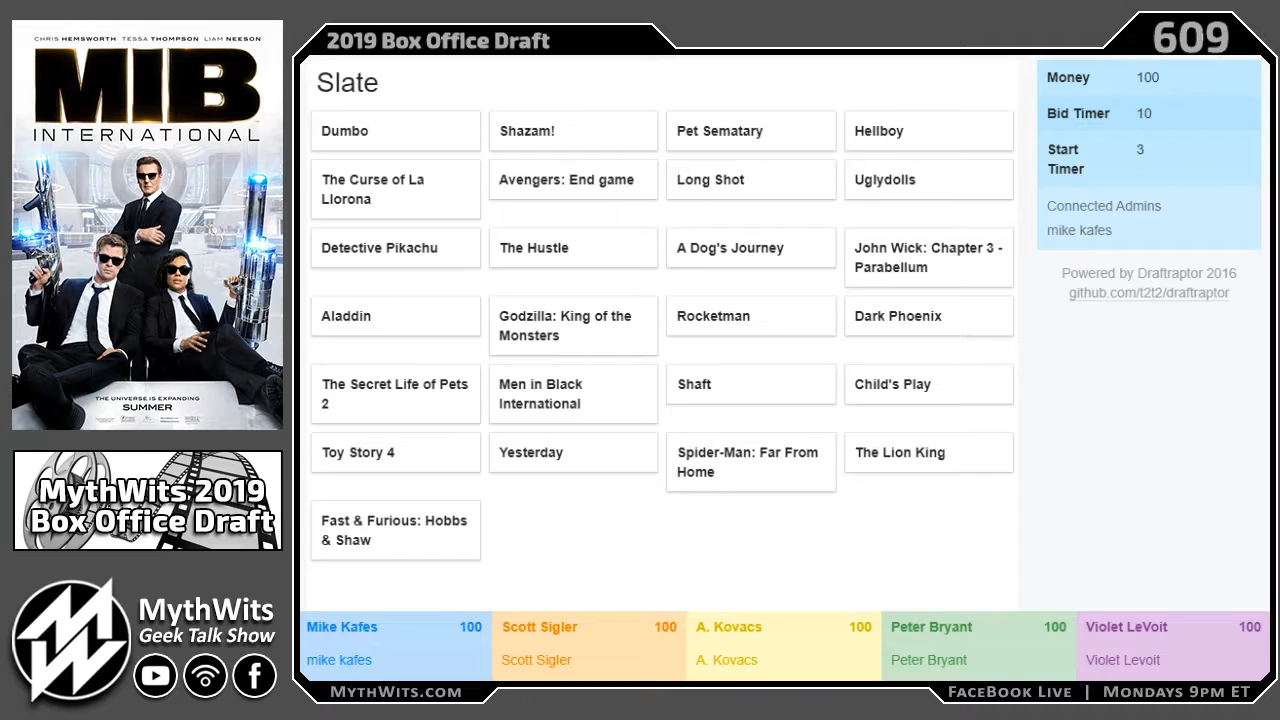 CHRIS HEMSWORTH TESSA THOMPSON LIAM NEESON
MIB
INTERNATIONAL
THE UNIVERSE IS EXPANDING
SUMMER
MythWits 2019
Box Office Draft
MythWits
Geek Talk Show
2019 Box Office Draft
609
Slate
Dumbo
Shazam!
Pet Sematary
Hellboy
The Curse of La
Llorona
Avengers: End game
Long Shot
Uglydolls
Detective Pikachu
The Hustle
A Dog's Journey
John Wick: Chapter 3 -
Parabellum
Aladdin
Godzilla: King of the
Monsters
Rocketman
Dark Phoenix
The Secret Life of Pets
2
Men in Black
International
Shaft
Child's Play
Toy Story 4
Yesterday
Spider-Man: Far From
Home
The Lion King
Fast & Furious: Hobbs
& Shaw
Money 100
Bid Timer 10
Start
Timer
3
Connected Admins
mike kafes
Powered by Draftraptor 2016
github.com/t2t2/draftraptor
Mike Kafes 100
mike kafes
Scott Sigler 100
Scott Sigler
A. Kovacs 100
A. Kovacs
Peter Bryant 100
Peter Bryant
Violet LeVoit 100
Violet Levoit
MythWits.com
FaceBook Live | Mondays 9pm ET